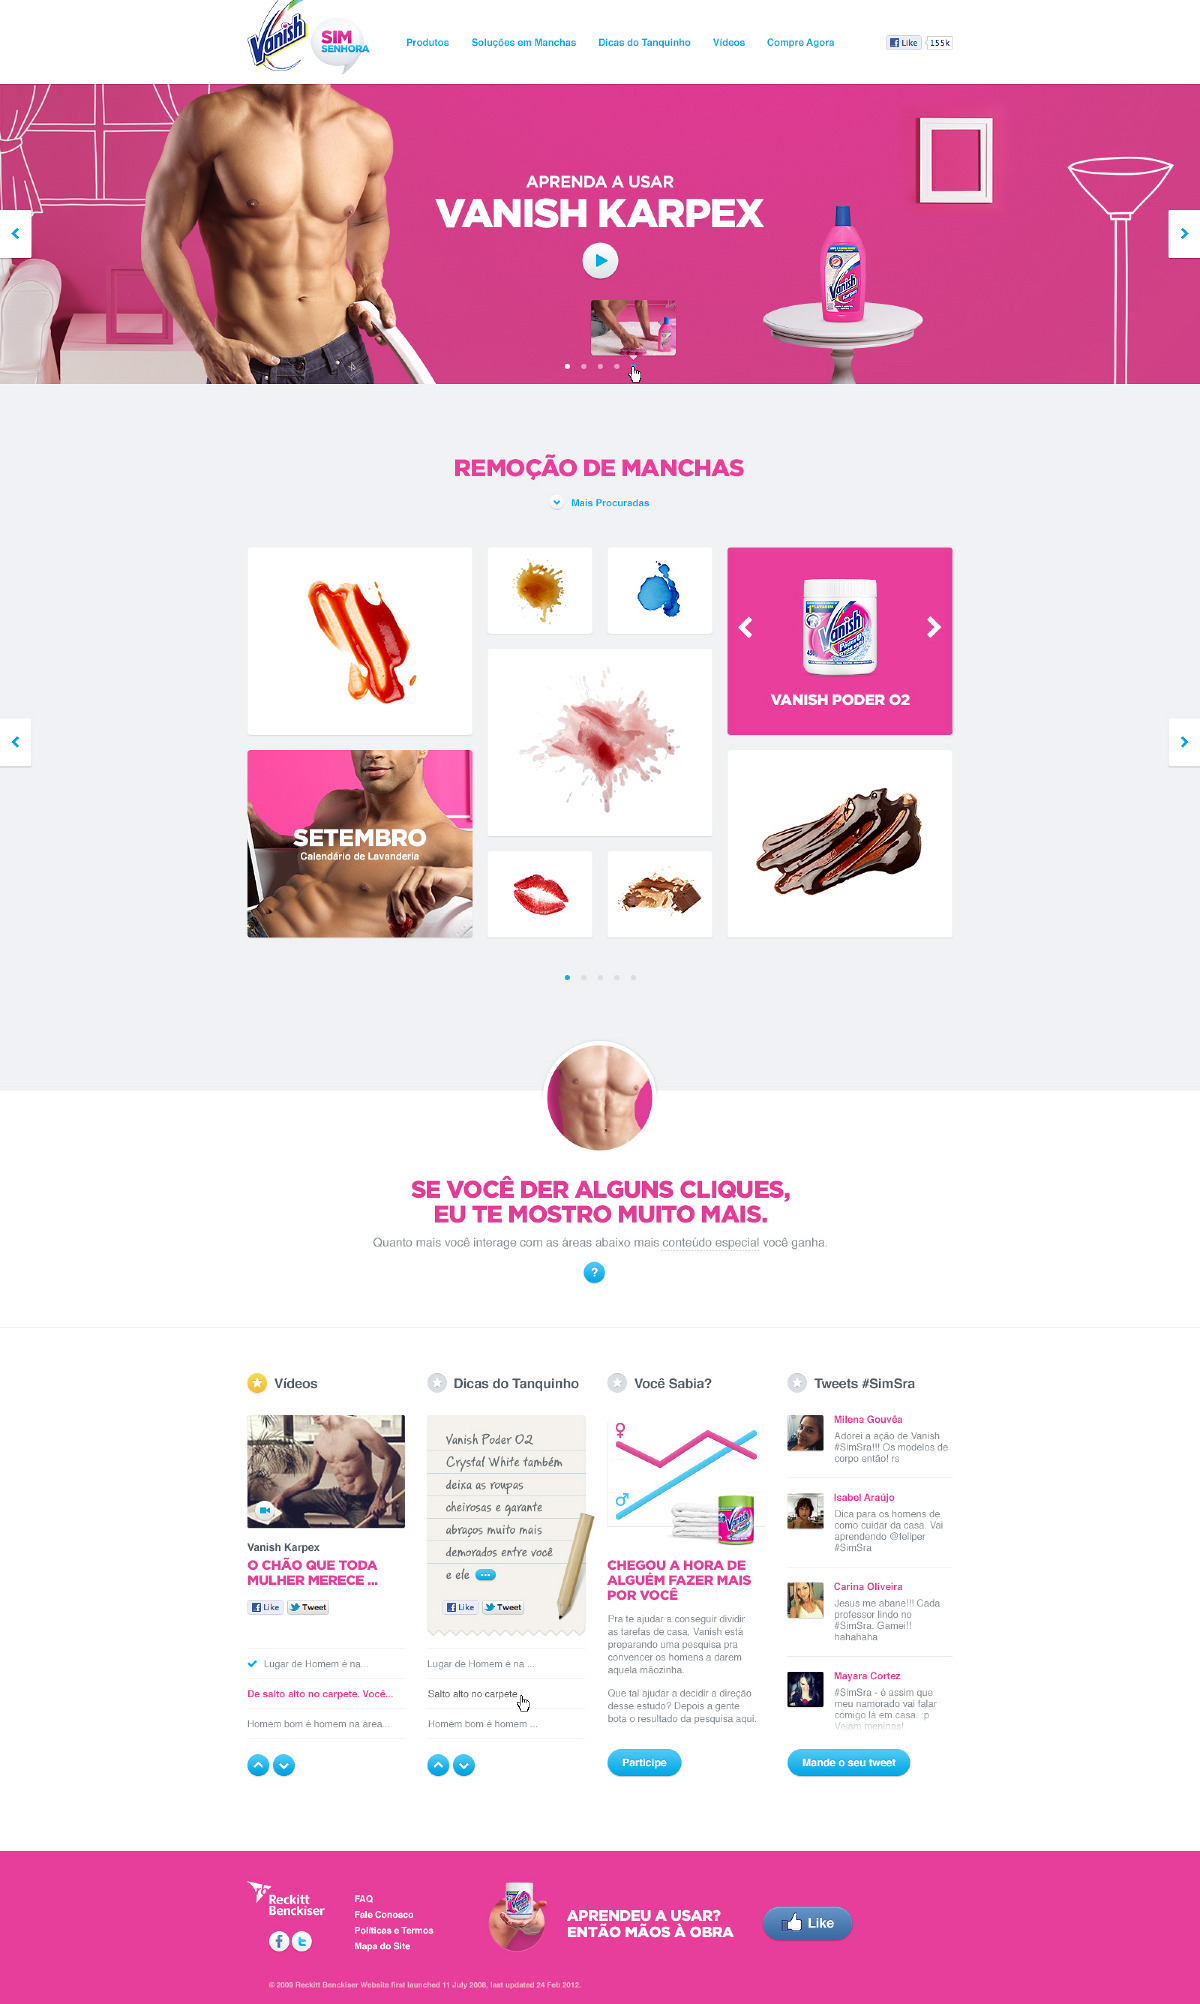 Vanish
SIM
SENHORA
Produtos
Soluções em Manchas
Dicas do Tanquinho
Vídeos
Compre Agora
Like
155k
APRENDA A USAR
VANISH KARPEX
Vanish
REMOÇÃO DE MANCHAS
Mais Procuradas
Vanish
VANISH PODER O2
SETEMBRO
Calendário de Lavanderia
SE VOCÊ DER ALGUNS CLIQUES,
EU TE MOSTRO MUITO MAIS.
Quanto mais você interage com as áreas abaixo mais conteúdo especial você ganha.
?
Vídeos
Vanish Karpex
O CHÃO QUE TODA
MULHER MERECE ...
Like
Tweet
Lugar de Homem é na...
De salto alto no carpete. Você...
Homem bom é homem na área...
Dicas do Tanquinho
Vanish Poder O2
Crystal White também
deixa as roupas
cheirosas e garante
abraços muito mais
demorados entre você
e ele
Like
Tweet
Lugar de Homem é na ...
Salto alto no carpete
Homem bom é homem ...
Você Sabia?
Vanish
CHEGOU A HORA DE
ALGUÉM FAZER MAIS
POR VOCÊ
Pra te ajudar a conseguir dividir
as tarefas de casa, Vanish está
preparando uma pesquisa pra
convencer os homens a darem
aquela mãozinha.
Que tal ajudar a decidir a direção
desse estudo? Depois a gente
bota o resultado da pesquisa aqui.
Participe
Tweets #SimSra
Milena Gouvêa
Adorei a ação de Vanish
#SimSra!!! Os modelos de
corpo então! rs
Isabel Araújo
Dica para os homens de
como cuidar da casa. Vai
aprendendo @feliper
#SimSra
Carina Oliveira
Jesus me abane!!! Cada
professor lindo no
#SimSra. Gamei!!
hahahaha
Mayara Cortez
#SimSra - é assim que
meu namorado vai falar
comigo lá em casa. :p
Vejam meninas!
Mande o seu tweet
Reckitt
Benckiser
FAQ
Fale Conosco
Políticas e Termos
Mapa do Site
Vanish
APRENDEU A USAR?
ENTÃO MÃOS À OBRA
Like
© 2009 Reckitt Benckiser Website first launched 11 July 2008, last updated 24 Feb 2012.